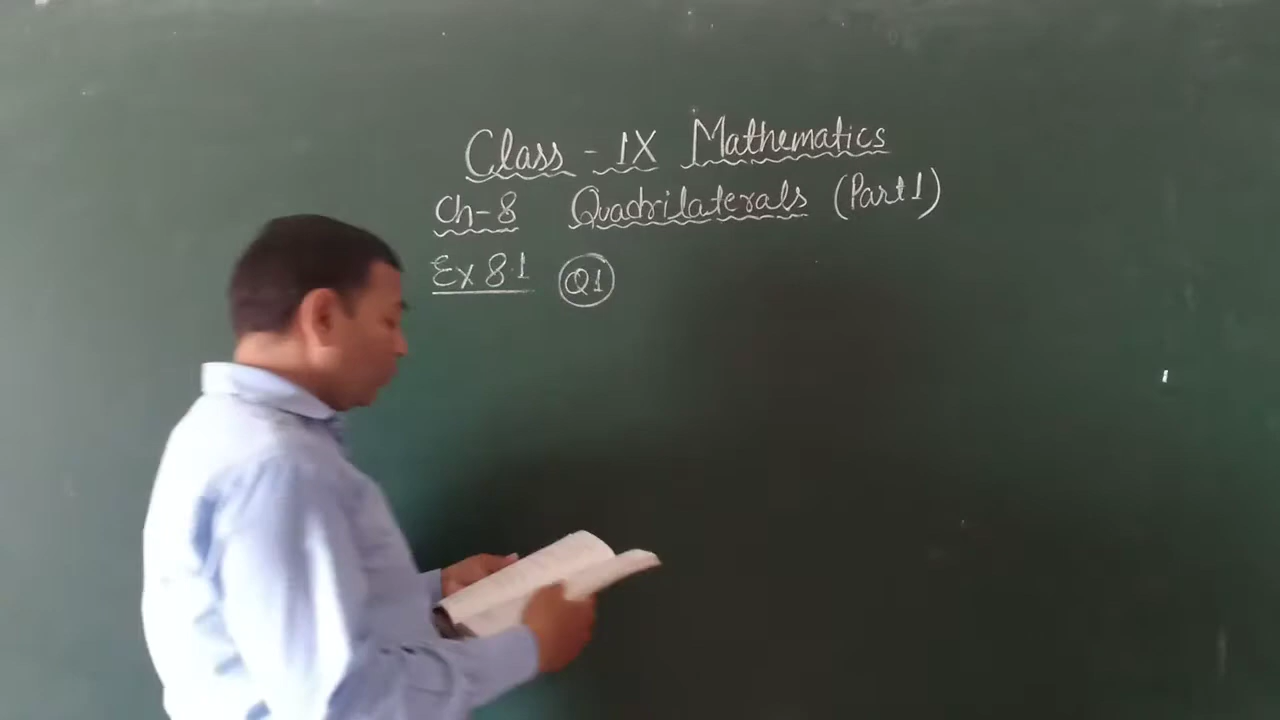 Class - IX Mathematics
Ch-8 Quadrilaterals (Part 1)
Ex 8.1 Q1